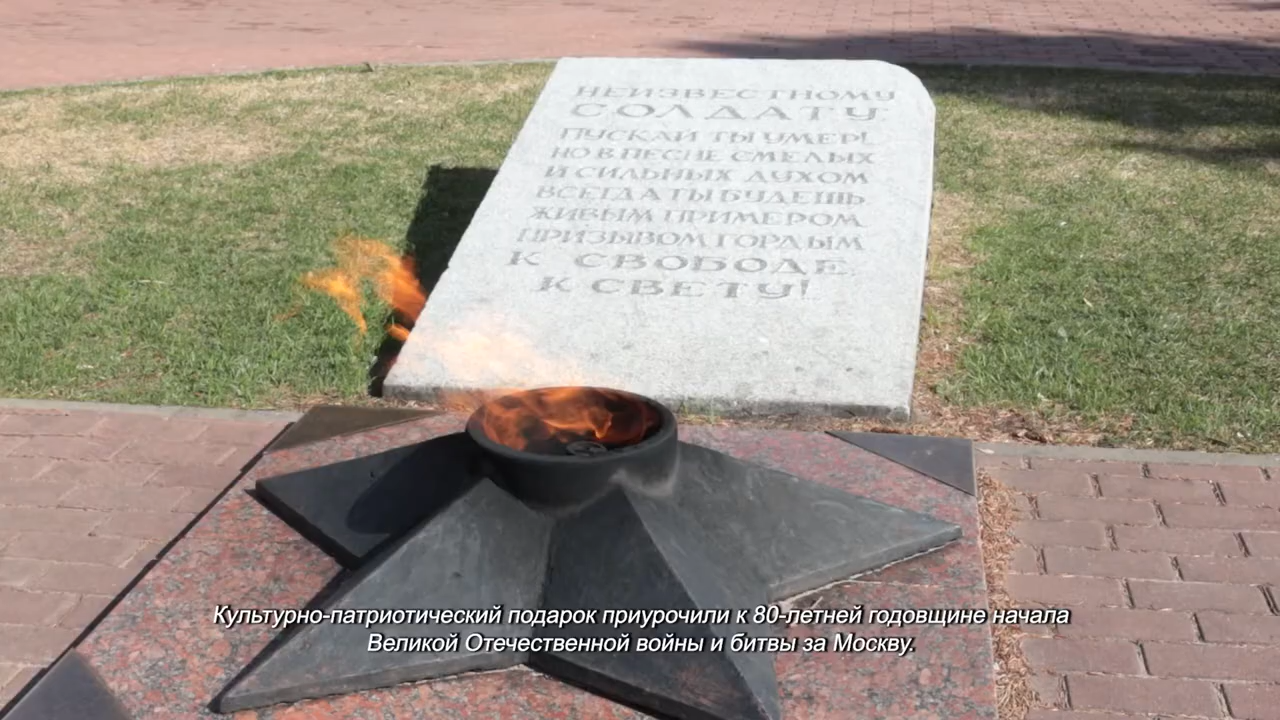 НЕИЗВЕСТНОМУ
СОЛДАТУ:
ПУСКАЙ ТЫ УМЕР!
НО В ПЕСНЕ СМЕЛЫХ
И СИЛЬНЫХ ДУХОМ
ВСЕГДА ТЫ БУДЕШЬ
ЖИВЫМ ПРИМЕРОМ
ПРИЗЫВОМ ГОРДЫМ
К СВОБОДЕ,
К СВЕТУ!
Культурно-патриотический подарок приурочили к 80-летней годовщине начала
Великой Отечественной войны и битвы за Москву.